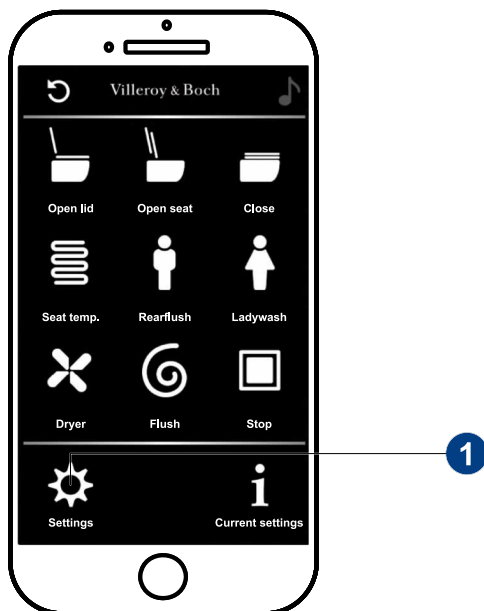 Villeroy & Boch
Open lid Open seat Close
Seat temp. Rearflush Ladywash
Dryer Flush Stop
1
Settings Current settings